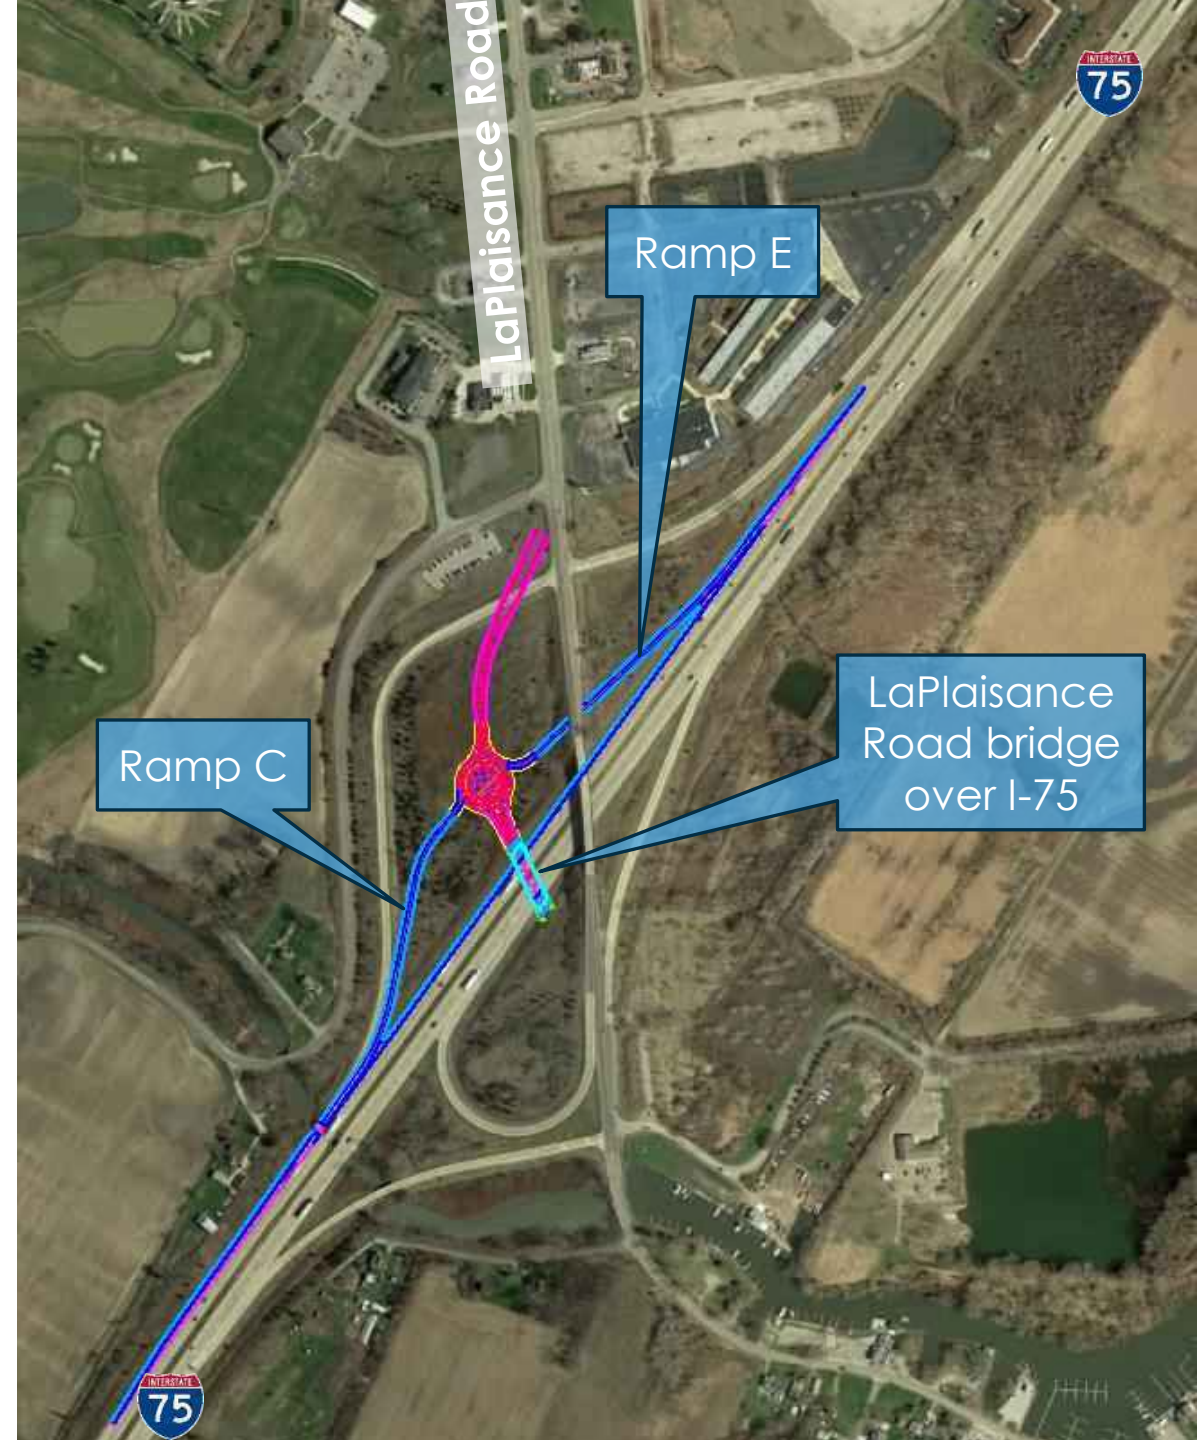 LaPlaisance Road
INTERSTATE
75
Ramp E
LaPlaisance
Road bridge
over I-75
Ramp C
INTERSTATE
75